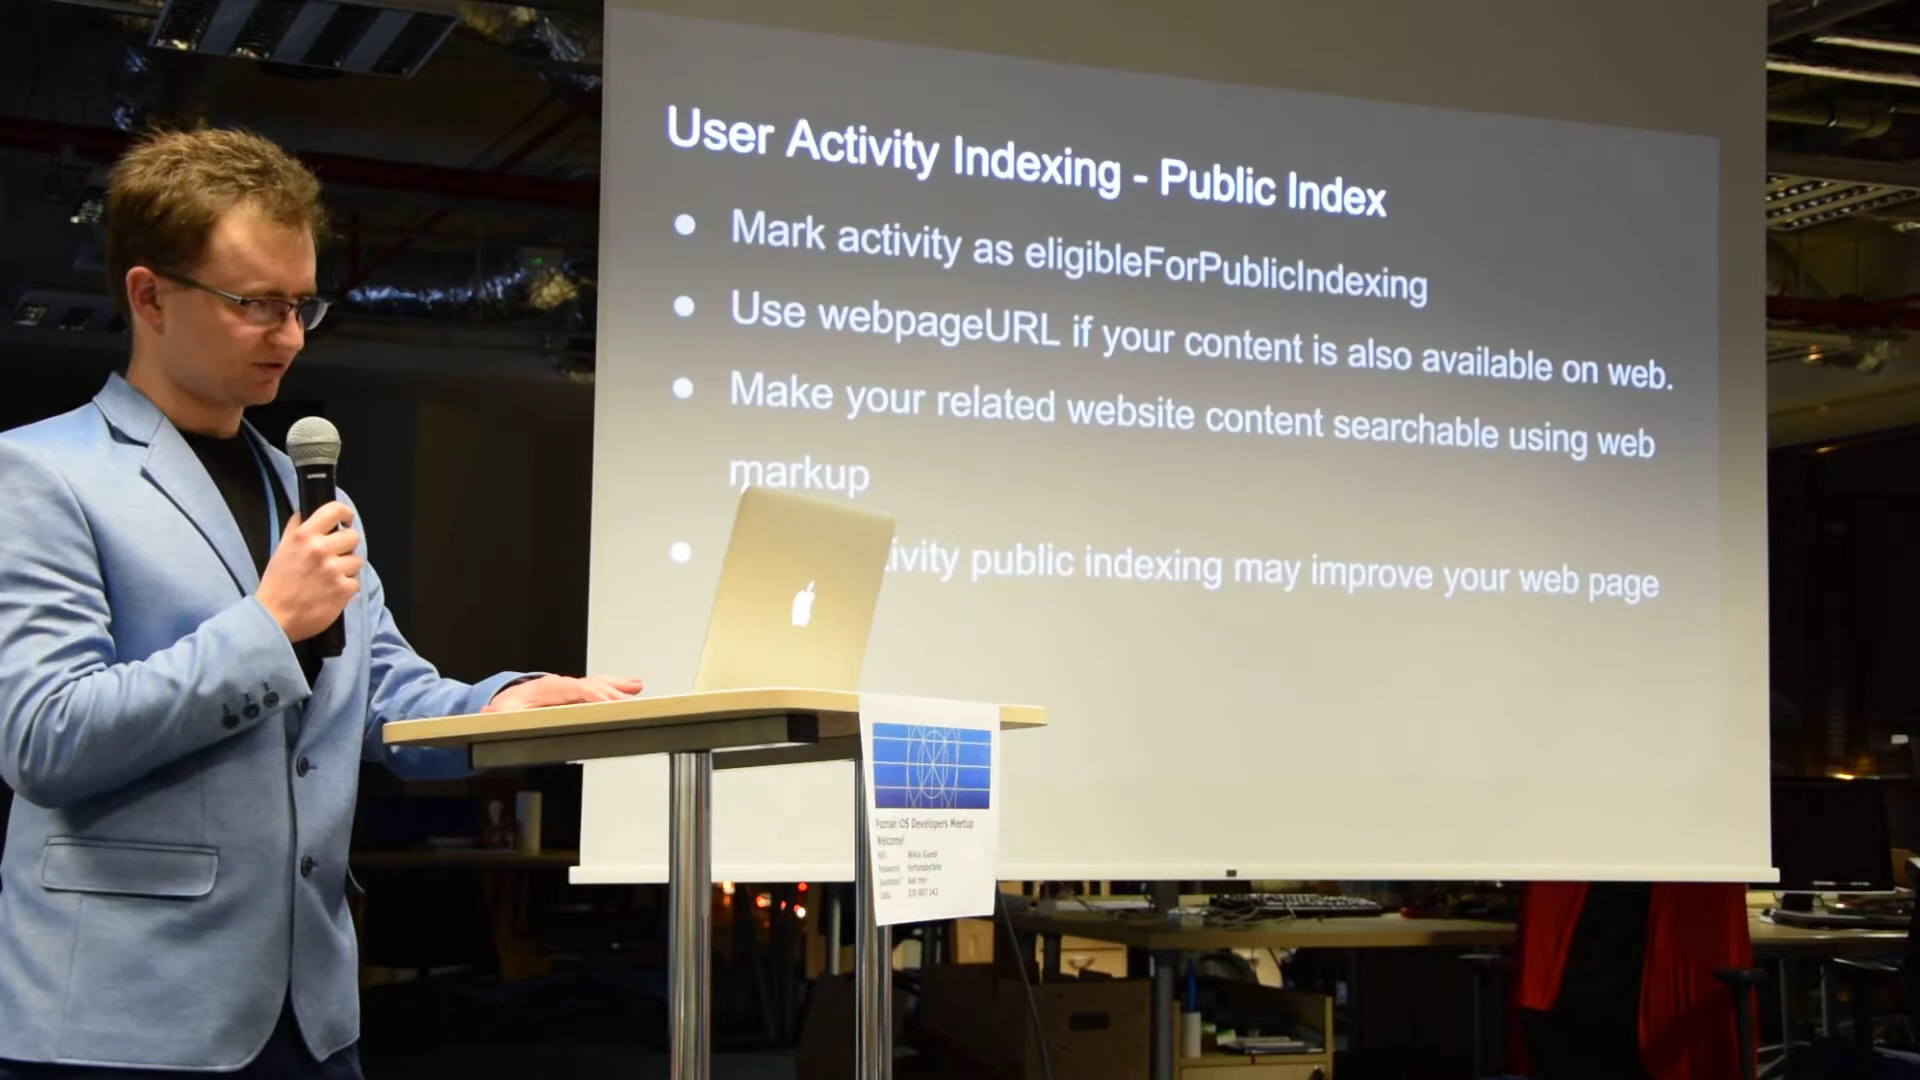 User Activity Indexing - Public Index
● Mark activity as eligibleForPublicIndexing
● Use webpageURL if your content is also available on web.
● Make your related website content searchable using web
markup
● ivity public indexing may improve your web page
Poznań iOS Developers Meetup
Welcome!